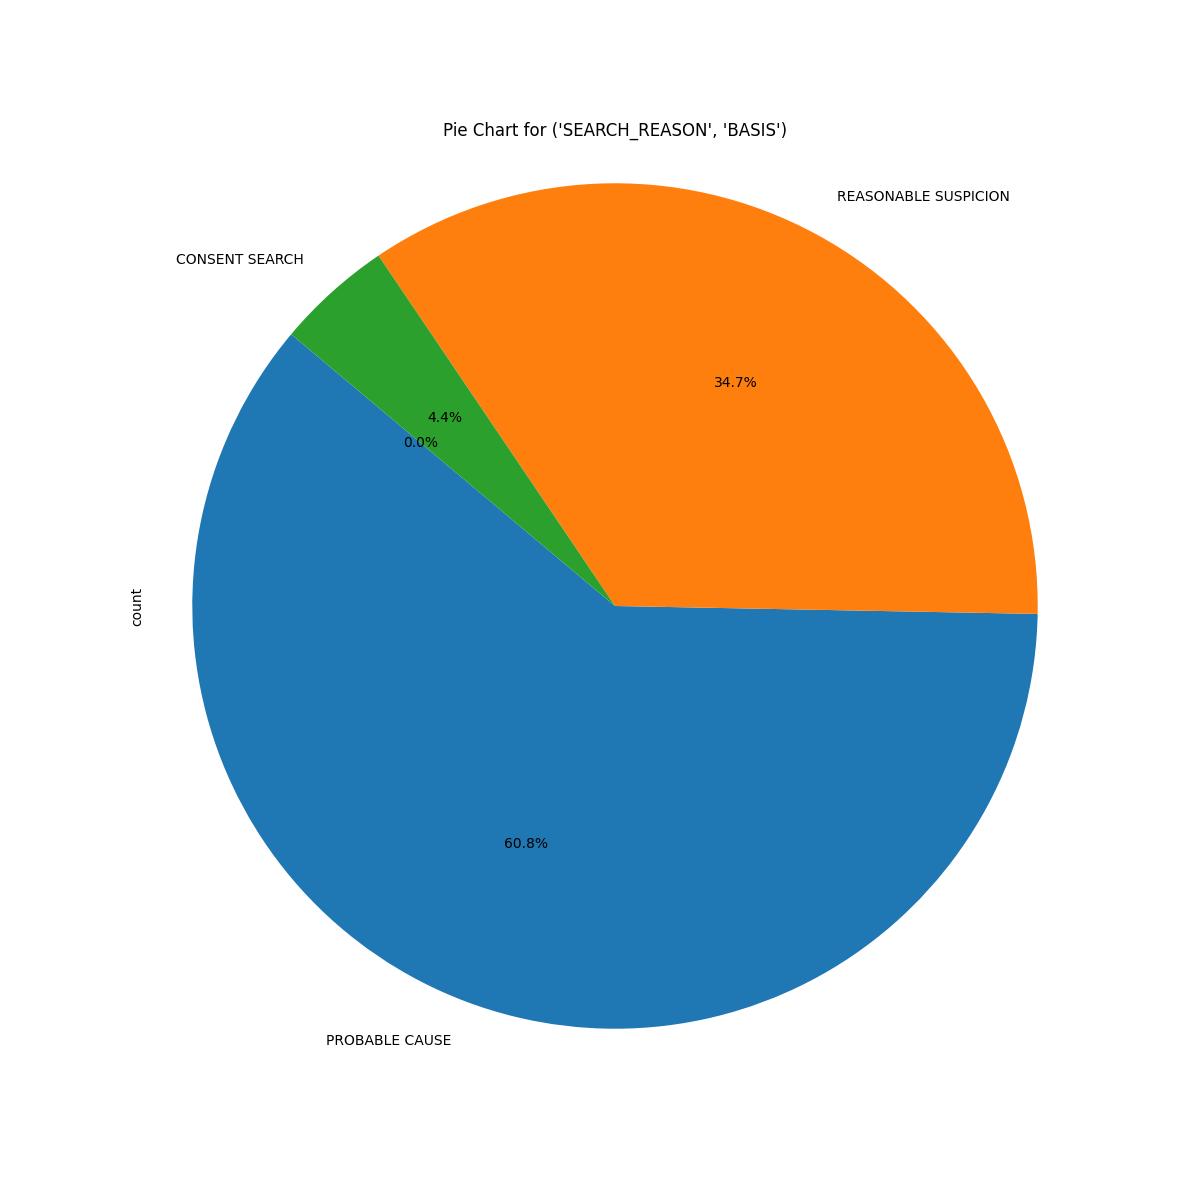 Pie Chart for ('SEARCH_REASON', 'BASIS')
REASONABLE SUSPICION
CONSENT SEARCH
34.7%
4.4%
0.0%
count
60.8%
PROBABLE CAUSE